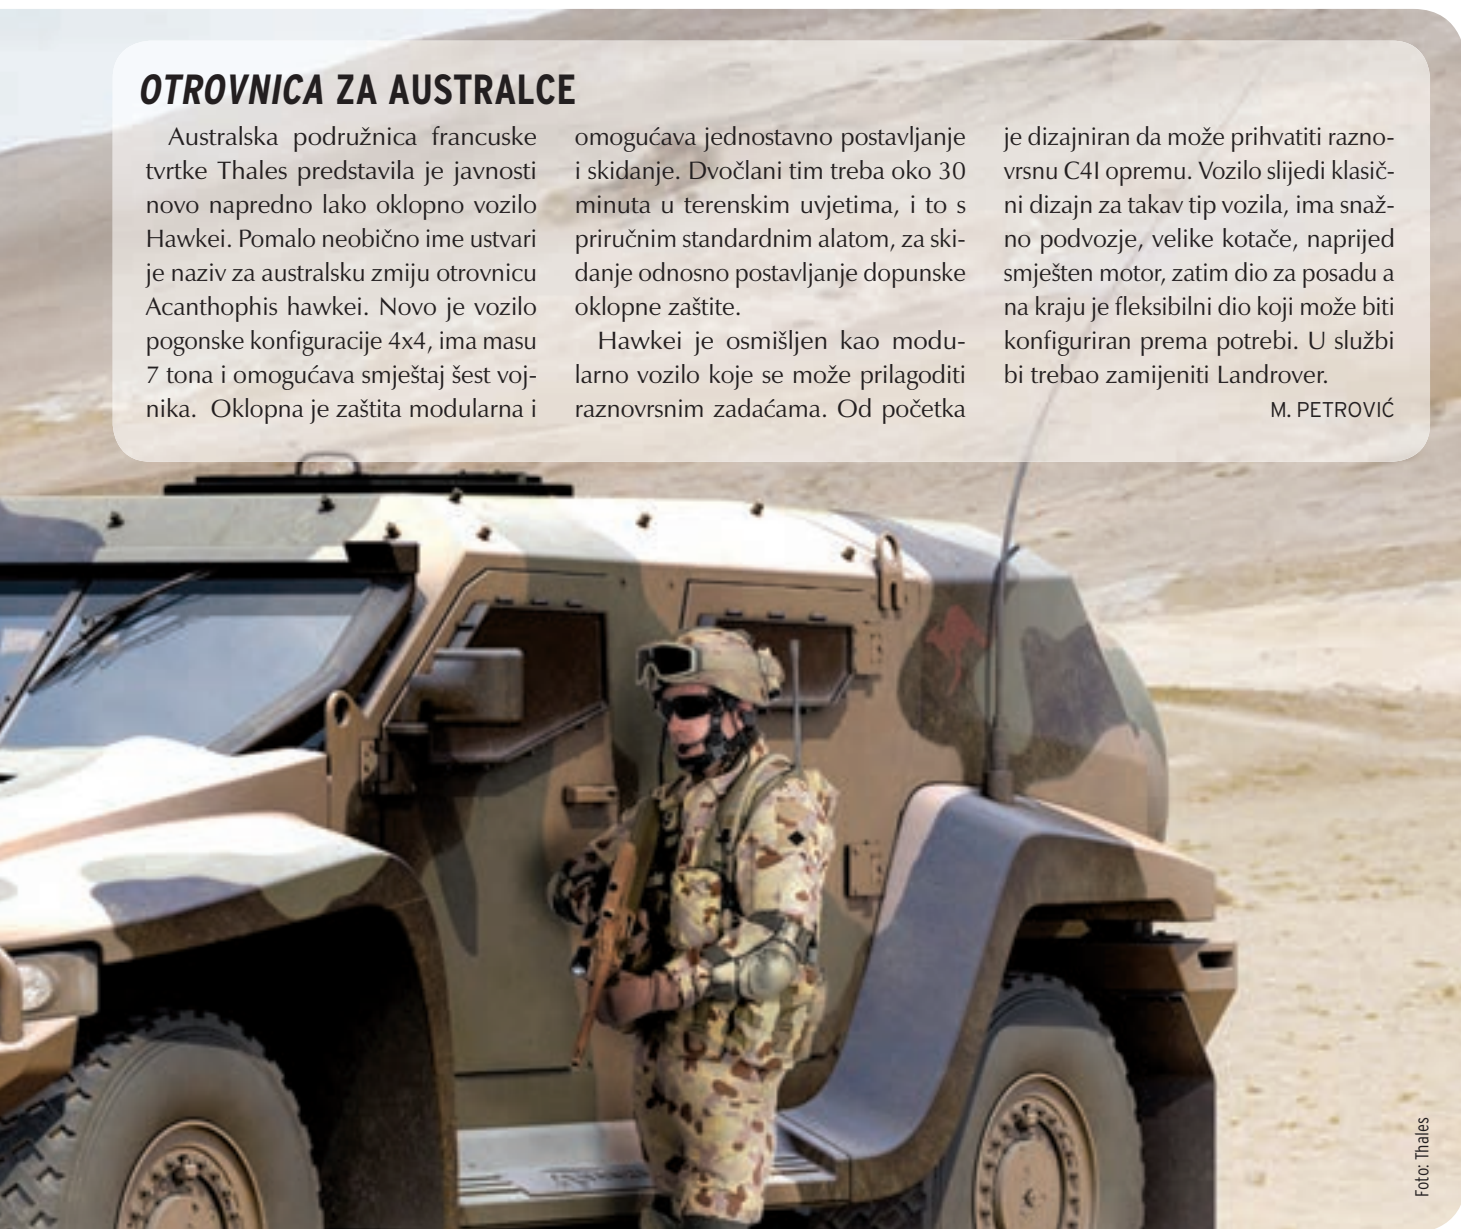 OTROVNICA ZA AUSTRALCE
Australska podružnica francuske
tvrtke Thales predstavila je javnosti
novo napredno lako oklopno vozilo
Hawkei. Pomalo neobično ime ustvari
je naziv za australsku zmiju otrovnicu
Acanthophis hawkei. Novo je vozilo
pogonske konfiguracije 4x4, ima masu
7 tona i omogućava smještaj šest voj-
nika. Oklopna je zaštita modularna i
omogućava jednostavno postavljanje
i skidanje. Dvočlani tim treba oko 30
minuta u terenskim uvjetima, i to s
priručnim standardnim alatom, za ski-
danje odnosno postavljanje dopunske
oklopne zaštite.
Hawkei je osmišljen kao modu-
larno vozilo koje se može prilagoditi
raznovrsnim zadaćama. Od početka
je dizajniran da može prihvatiti razno-
vrsnu C4I opremu. Vozilo slijedi klasič-
ni dizajn za takav tip vozila, ima snaž-
no podvozje, velike kotače, naprijed
smješten motor, zatim dio za posadu a
na kraju je fleksibilni dio koji može biti
konfiguriran prema potrebi. U službi
bi trebao zamijeniti Landrover.
M. PETROVIĆ
Foto: Thales